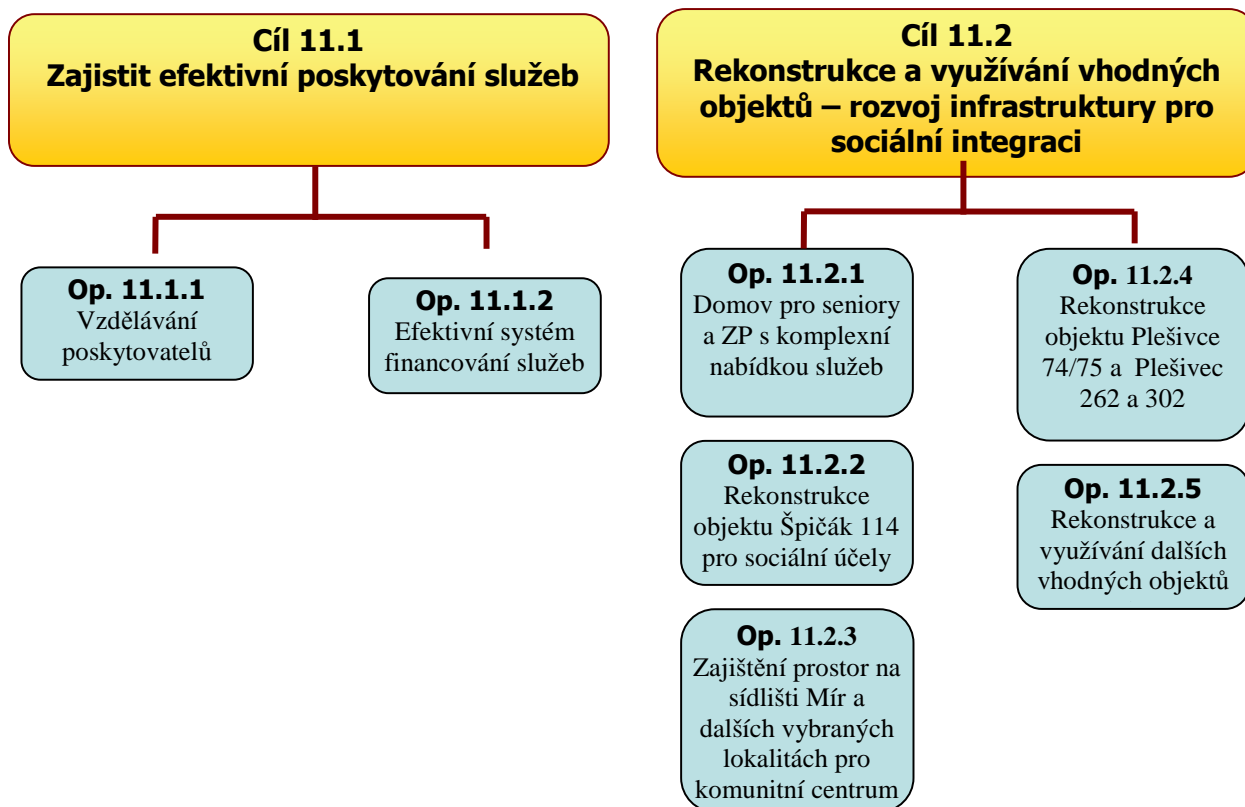 Cíl 11.1
Zajistit efektivní poskytování služeb
Op. 11.1.1
Vzdělávání
poskytovatelů
Op. 11.1.2
Efektivní systém
financování služeb
Cíl 11.2
Rekonstrukce a využívání vhodných
objektů – rozvoj infrastruktury pro
sociální integraci
Op. 11.2.1
Domov pro seniory
a ZP s komplexní
nabídkou služeb
Op. 11.2.2
Rekonstrukce
objektu Špičák 114
pro sociální účely
Op. 11.2.3
Zajištění prostor na
sídlišti Mír a
dalších vybraných
lokalitách pro
komunitní centrum
Op. 11.2.4
Rekonstrukce
objektu Plešivce
74/75 a Plešivec
262 a 302
Op. 11.2.5
Rekonstrukce a
využívání dalších
vhodných objektů